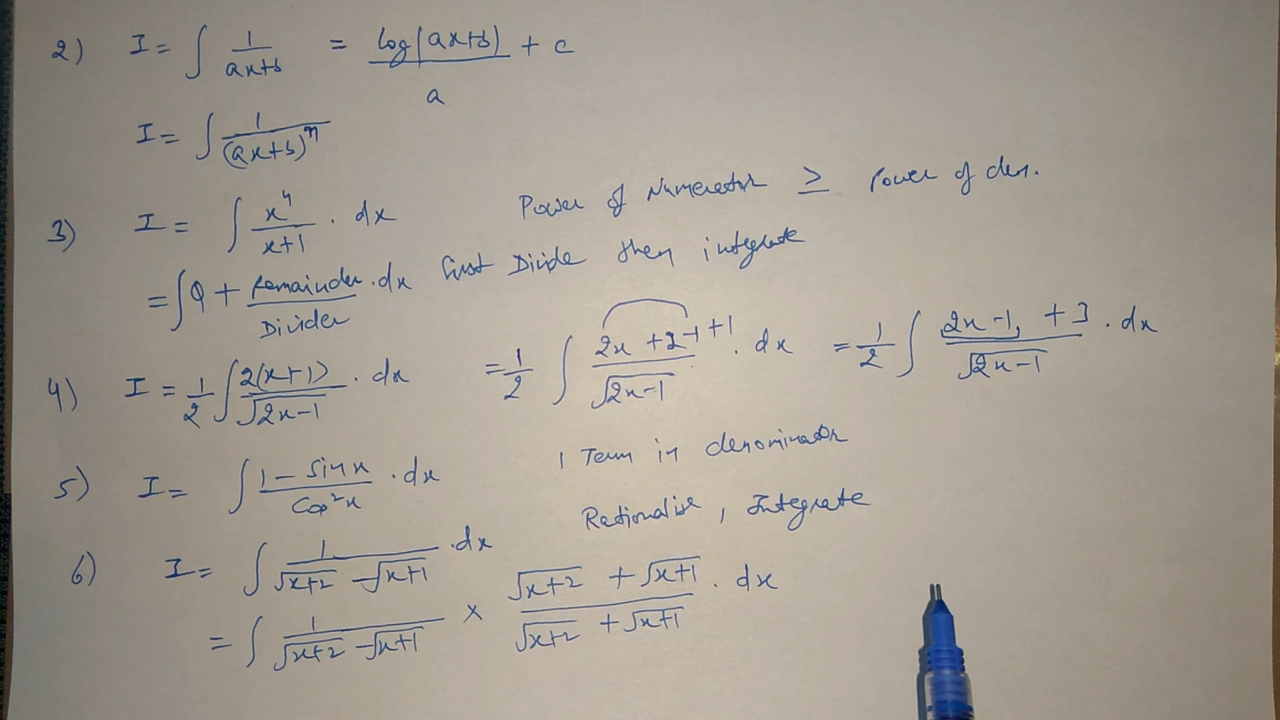 2) I = ∫ 1/(ax+b) = log(ax+b)/a + c
I = ∫ 1/(ax+b)^n
3) I = ∫ x^4/(x+1) . dx Power of Numerator ≥ Power of den.
= ∫ Q + Remainder/Divider . dx First Divide then integrate
4) I = 1/2 ∫ 2(x+1)/√(2x-1) . dx = 1/2 ∫ (2x+2-1+1)/√(2x-1) . dx = 1/2 ∫ (2x-1, +3)/√(2x-1) . dx
5) I = ∫ (1 - sin x)/Cos²x . dx 1 Term in denominator
Rationalise, Integrate
6) I = ∫ 1/(√(x+2) - √(x+1)) . dx
= ∫ 1/(√(x+2) - √(x+1)) × (√(x+2) + √(x+1))/(√(x+2) + √(x+1)) . dx